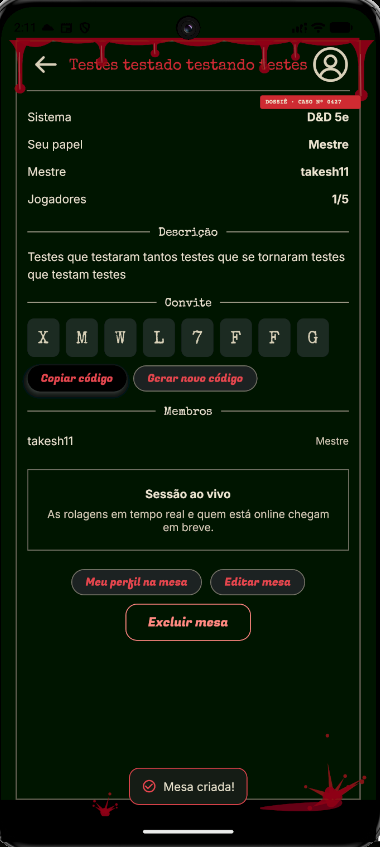 2:11
Testes testado testando testes
DOSSIÊ · CASO Nº 0427
Sistema D&D 5e
Seu papel Mestre
Mestre takesh11
Jogadores 1/5
Descrição
Testes que testaram tantos testes que se tornaram testes
que testam testes
Convite
X M W L 7 F F G
Copiar código Gerar novo código
Membros
takesh11 Mestre
Sessão ao vivo
As rolagens em tempo real e quem está online chegam
em breve.
Meu perfil na mesa Editar mesa
Excluir mesa
Mesa criada!